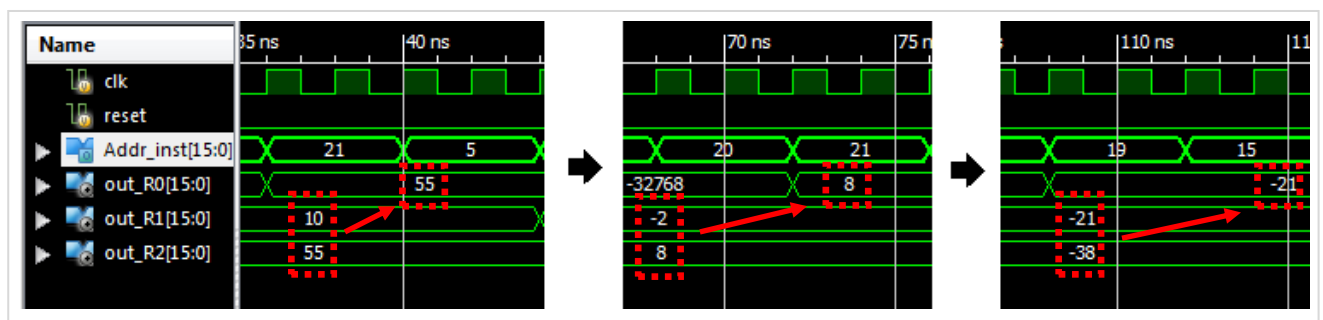 Name
35 ns
40 ns
70 ns
75 n
110 ns
11
clk
reset
Addr_inst[15:0]
21
5
20
21
19
15
out_R0[15:0]
55
-32768
8
-21
out_R1[15:0]
10
-2
-21
out_R2[15:0]
55
8
-38